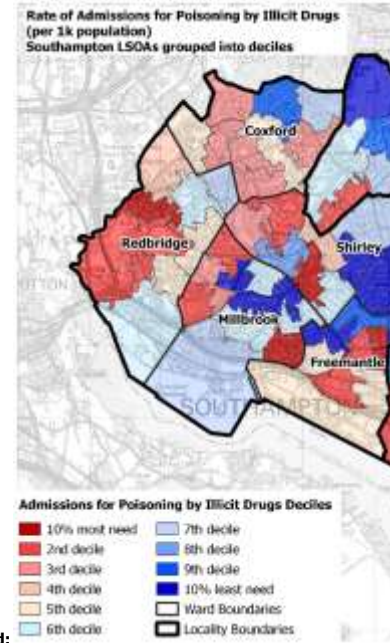 Rate of Admissions for Poisoning by Illicit Drugs
(per 1k population)
Southampton LSOAs grouped into deciles
Coxford
Redbridge
Shirley
Millbrook
Freemantle
SOUTHAMPTON
Admissions for Poisoning by Illicit Drugs Deciles
10% most need
2nd decile
3rd decile
4th decile
5th decile
6th decile
7th decile
8th decile
9th decile
10% least need
Ward Boundaries
Locality Boundaries